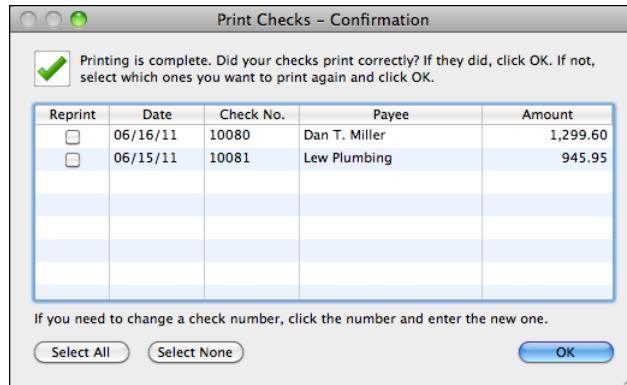 Print Checks – Confirmation
Printing is complete. Did your checks print correctly? If they did, click OK. If not,
select which ones you want to print again and click OK.
Reprint Date Check No. Payee Amount
06/16/11 10080 Dan T. Miller 1,299.60
06/15/11 10081 Lew Plumbing 945.95
If you need to change a check number, click the number and enter the new one.
Select All Select None OK